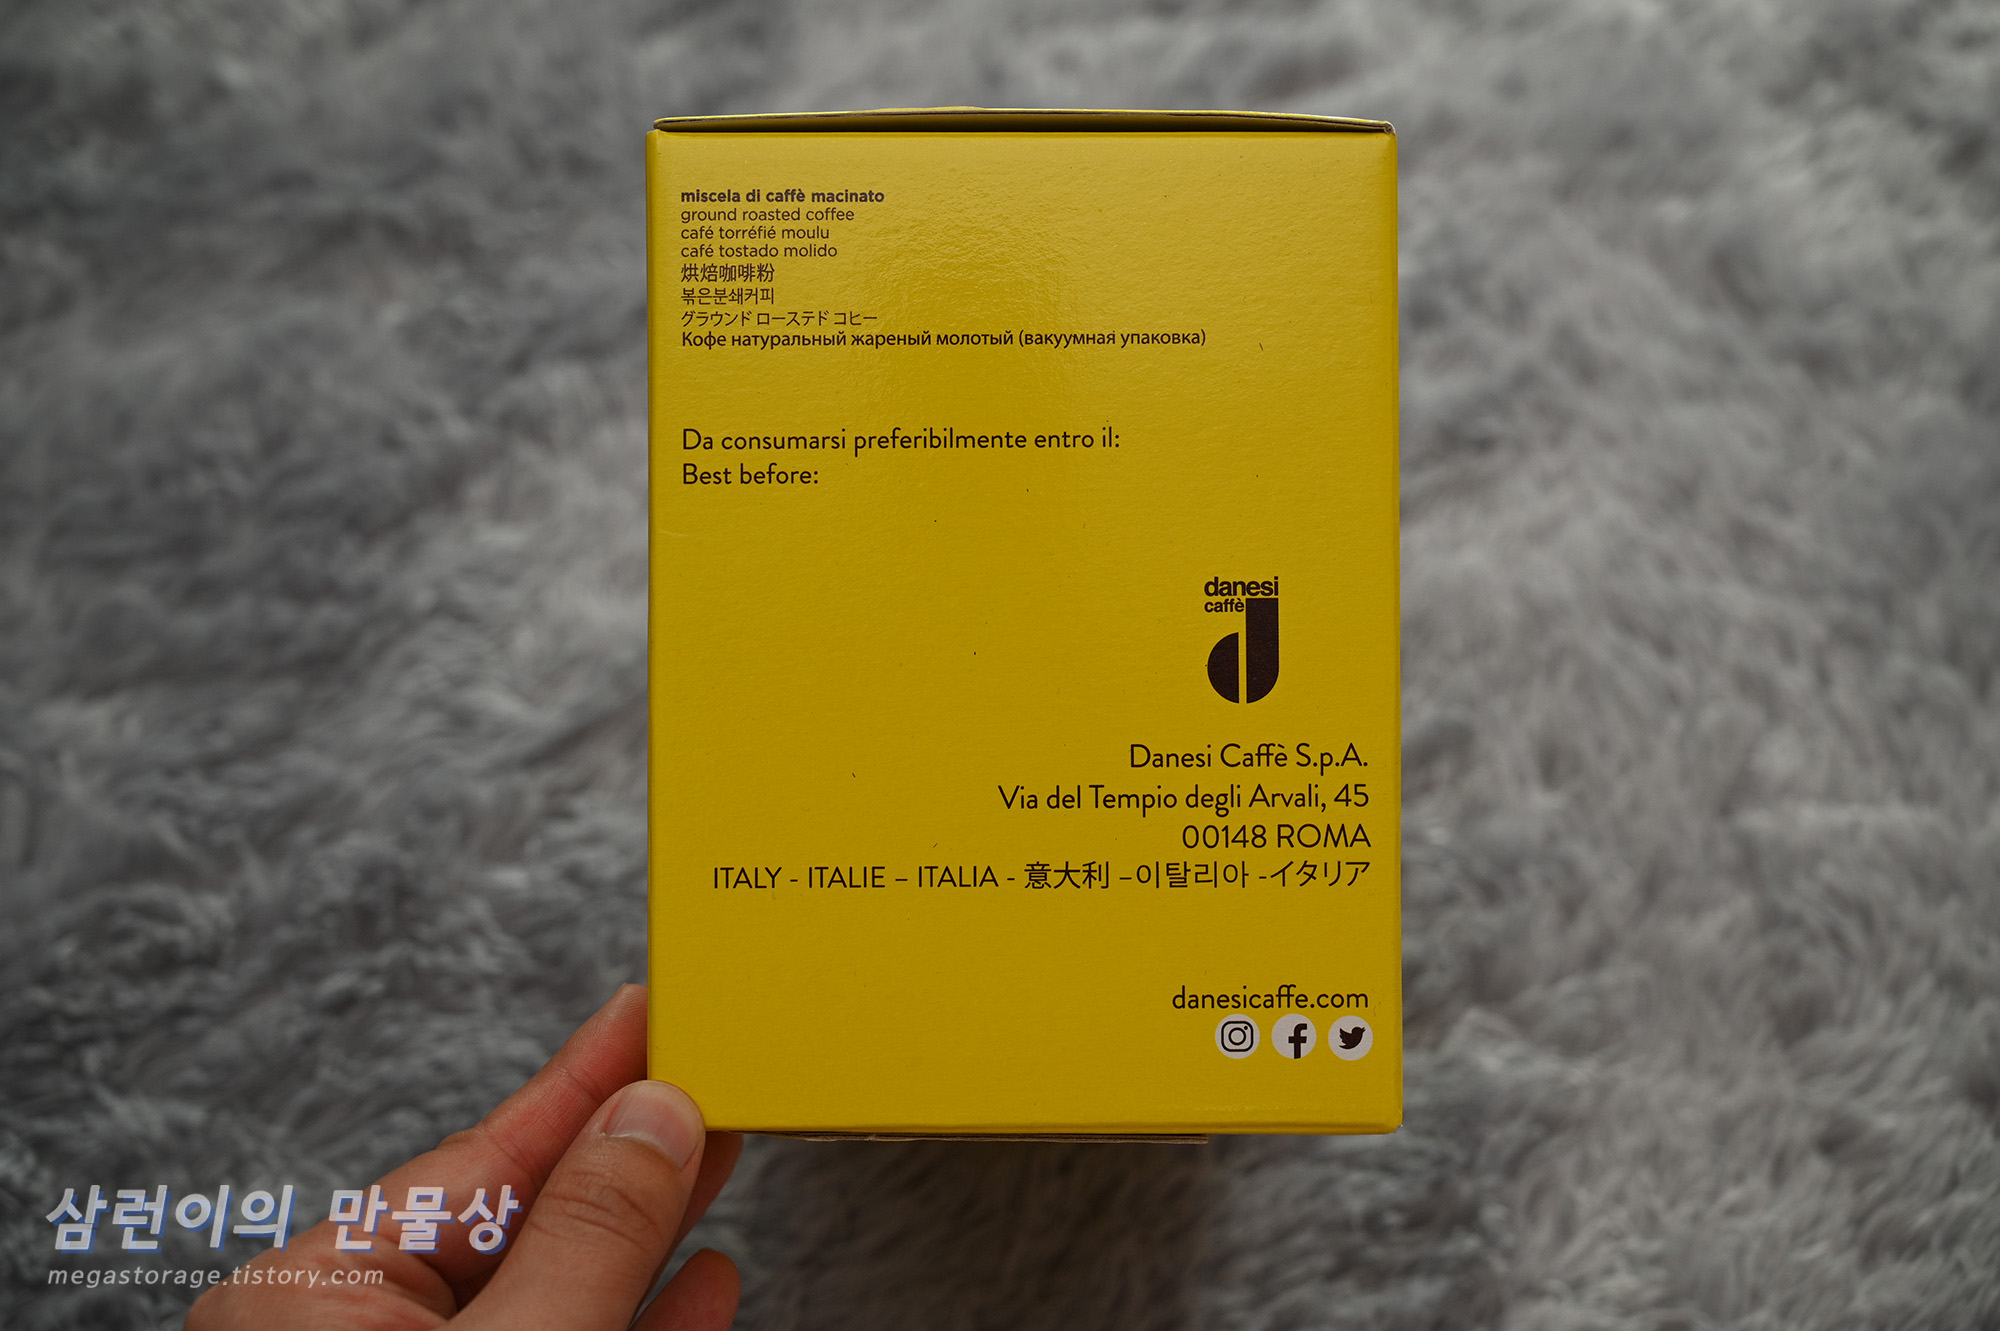 miscela di caffè macinato
ground roasted coffee
café torréfié moulu
café tostado molido
烘焙咖啡粉
볶은분쇄커피
グラウンド ローステド コヒー
Кофе натуральный жареный молотый (вакуумная упаковка)
Da consumarsi preferibilmente entro il:
Best before:
danesi
caffè
Danesi Caffè S.p.A.
Via del Tempio degli Arvali, 45
00148 ROMA
ITALY - ITALIE – ITALIA - 意大利 –이탈리아 -イタリア
danesicaffe.com
삼런이의 만물상
megastorage.tistory.com